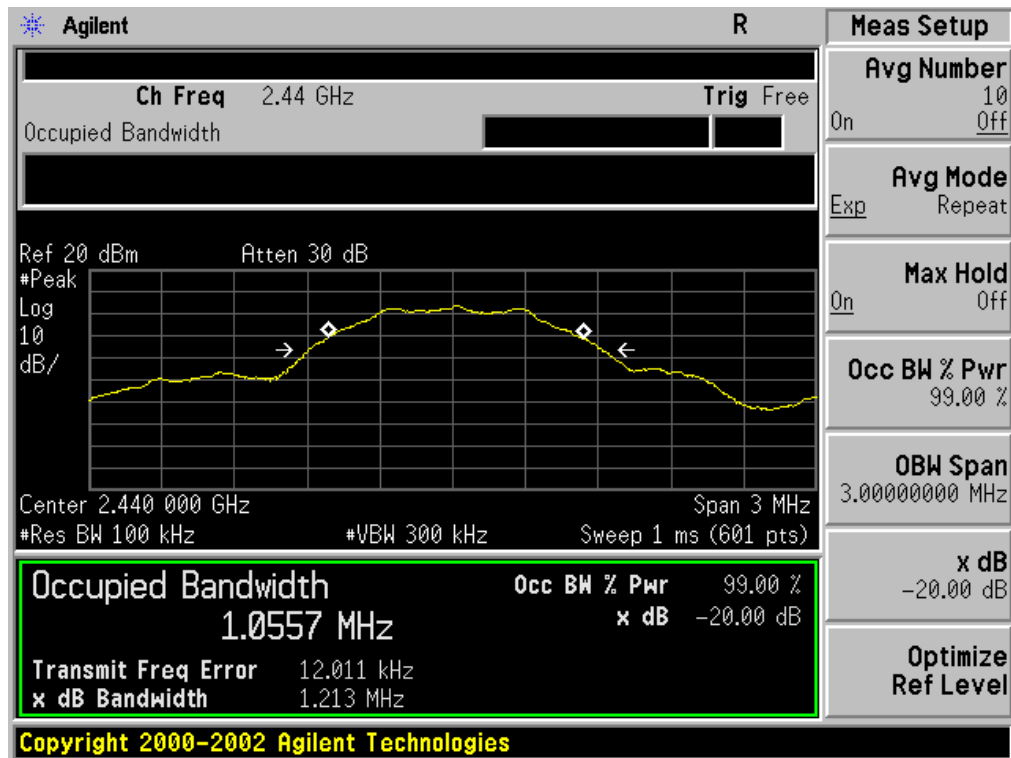 Agilent R Meas Setup
Ch Freq 2.44 GHz Trig Free
Occupied Bandwidth
Ref 20 dBm Atten 30 dB
#Peak
Log
10
dB/
Center 2.440 000 GHz Span 3 MHz
#Res BW 100 kHz #VBW 300 kHz Sweep 1 ms (601 pts)
Occupied Bandwidth Occ BW % Pwr 99.00 %
1.0557 MHz x dB -20.00 dB
Transmit Freq Error 12.011 kHz
x dB Bandwidth 1.213 MHz
Avg Number
10
On Off
Avg Mode
Exp Repeat
Max Hold
On Off
Occ BW % Pwr
99.00 %
OBW Span
3.00000000 MHz
x dB
-20.00 dB
Optimize
Ref Level
Copyright 2000-2002 Agilent Technologies